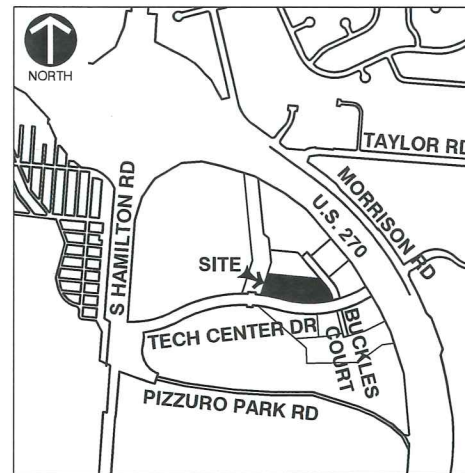 NORTH
TAYLOR RD
MORRISON RD
U.S. 270
S HAMILTON RD
SITE
TECH CENTER DR
BUCKLES
COURT
PIZZURO PARK RD